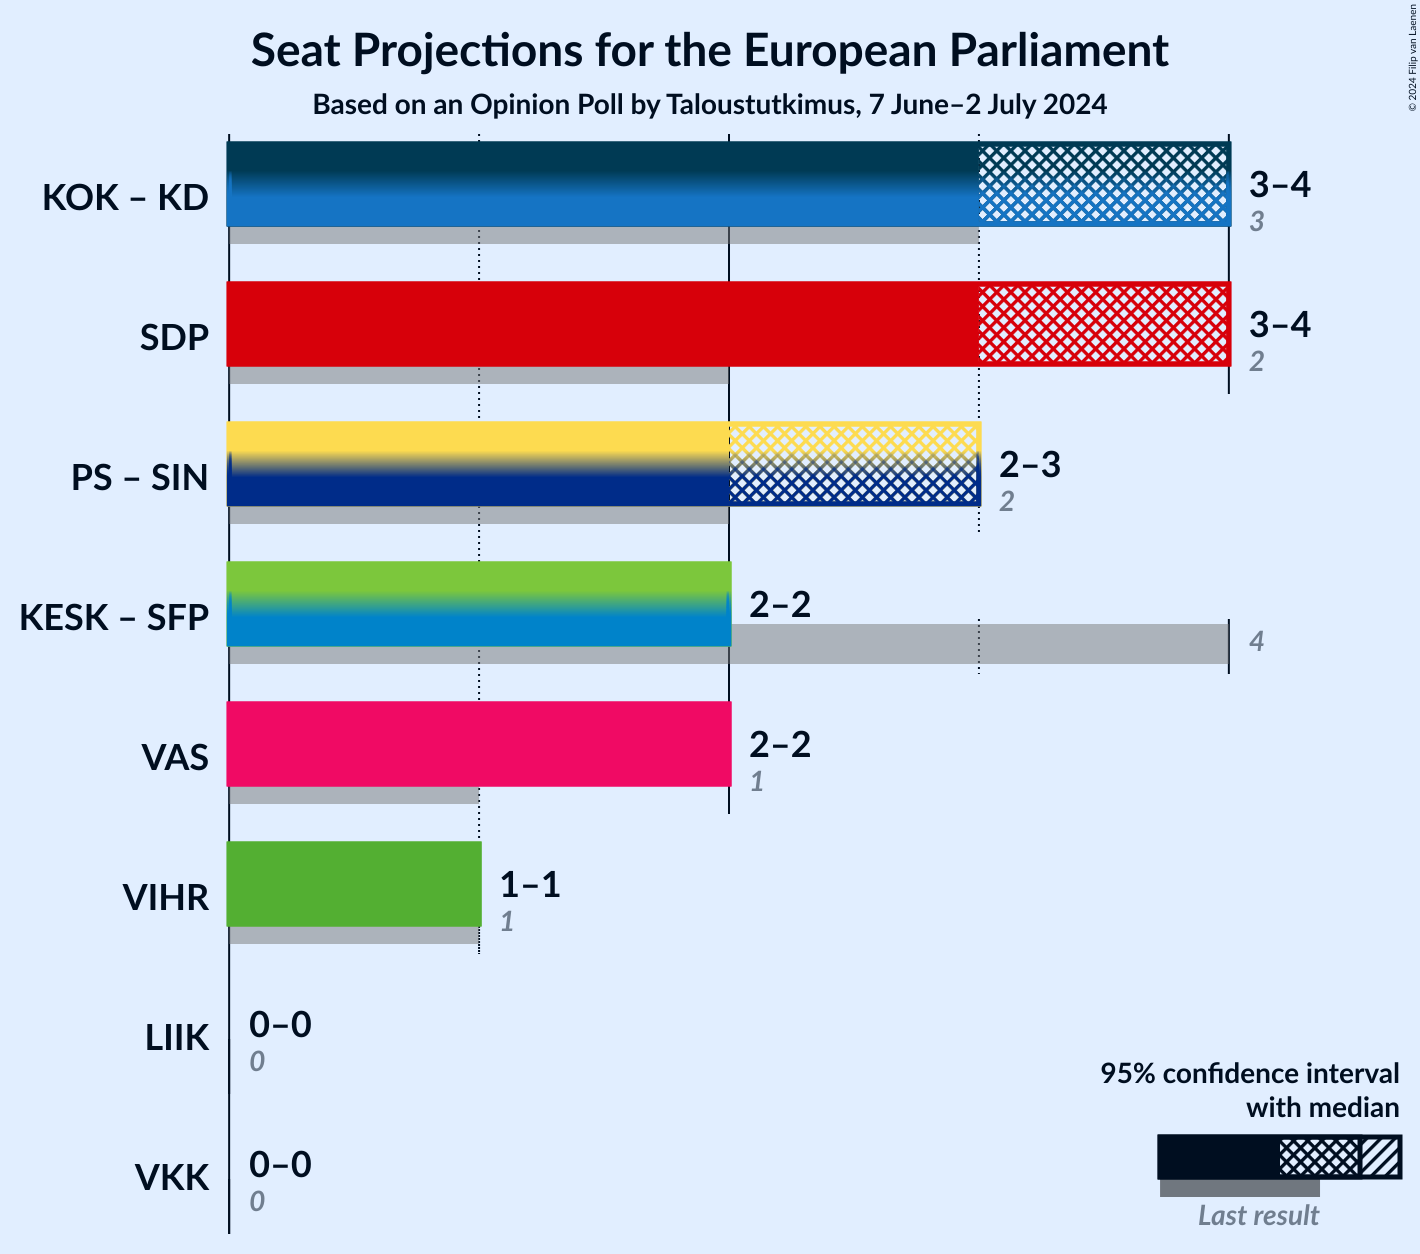 Seat Projections for the European Parliament
Based on an Opinion Poll by Taloustutkimus, 7 June–2 July 2024
© 2024 Filip van Laenen
KOK – KD
3–4
3
SDP
3–4
2
PS – SIN
2–3
2
KESK – SFP
2–2
4
VAS
2–2
1
VIHR
1–1
1
LIIK
0–0
0
VKK
0–0
0
95% confidence interval
with median
Last result